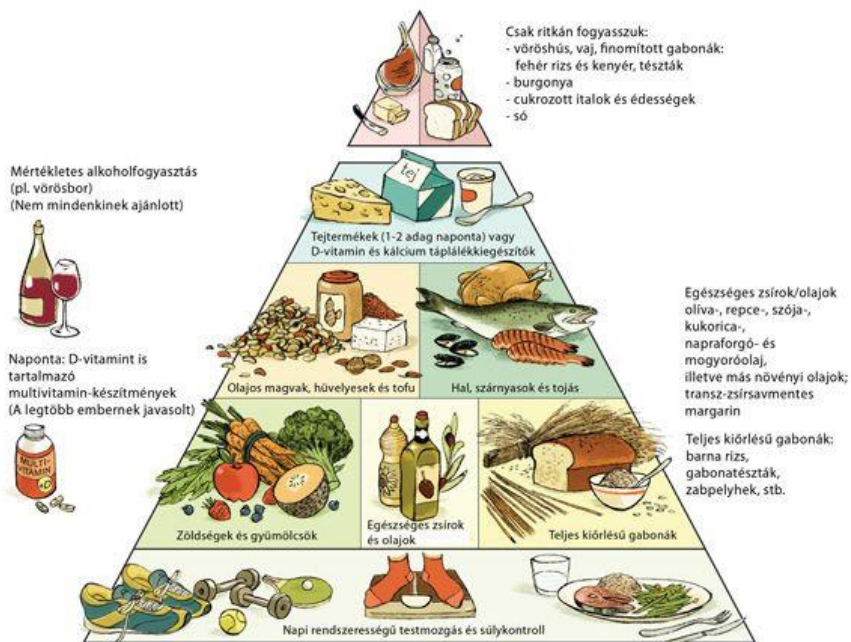 Csak ritkán fogyasszuk:
- vöröshús, vaj, finomított gabonák:
fehér rizs és kenyér, tészták
- burgonya
- cukrozott italok és édességek
- só
Mértékletes alkoholfogyasztás
(pl. vörösbor)
(Nem mindenkinek ajánlott)
tej
Tejtermékek (1-2 adag naponta) vagy
D-vitamin és kálcium táplálékkiegészítők
Egészséges zsírok/olajok
olíva-, repce-, szója-,
kukorica-,
napraforgó- és
mogyoróolaj,
illetve más növényi olajok;
transz-zsírsavmentes
margarin
Naponta: D-vitamint is
tartalmazó
multivitamin-készítmények
(A legtöbb embernek javasolt)
Olajos magvak, hüvelyesek és tofu
Hal, szárnyasok és tojás
Teljes kiőrlésű gabonák:
barna rizs,
gabonatészták,
zabpelyhek, stb.
MULTI-
VITAMIN
+D
Zöldségek és gyümölcsök
Egészséges zsírok
és olajok
Teljes kiőrlésű gabonák
Napi rendszerességű testmozgás és súlykontroll